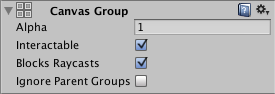 Canvas Group
Alpha 1
Interactable
Blocks Raycasts
Ignore Parent Groups